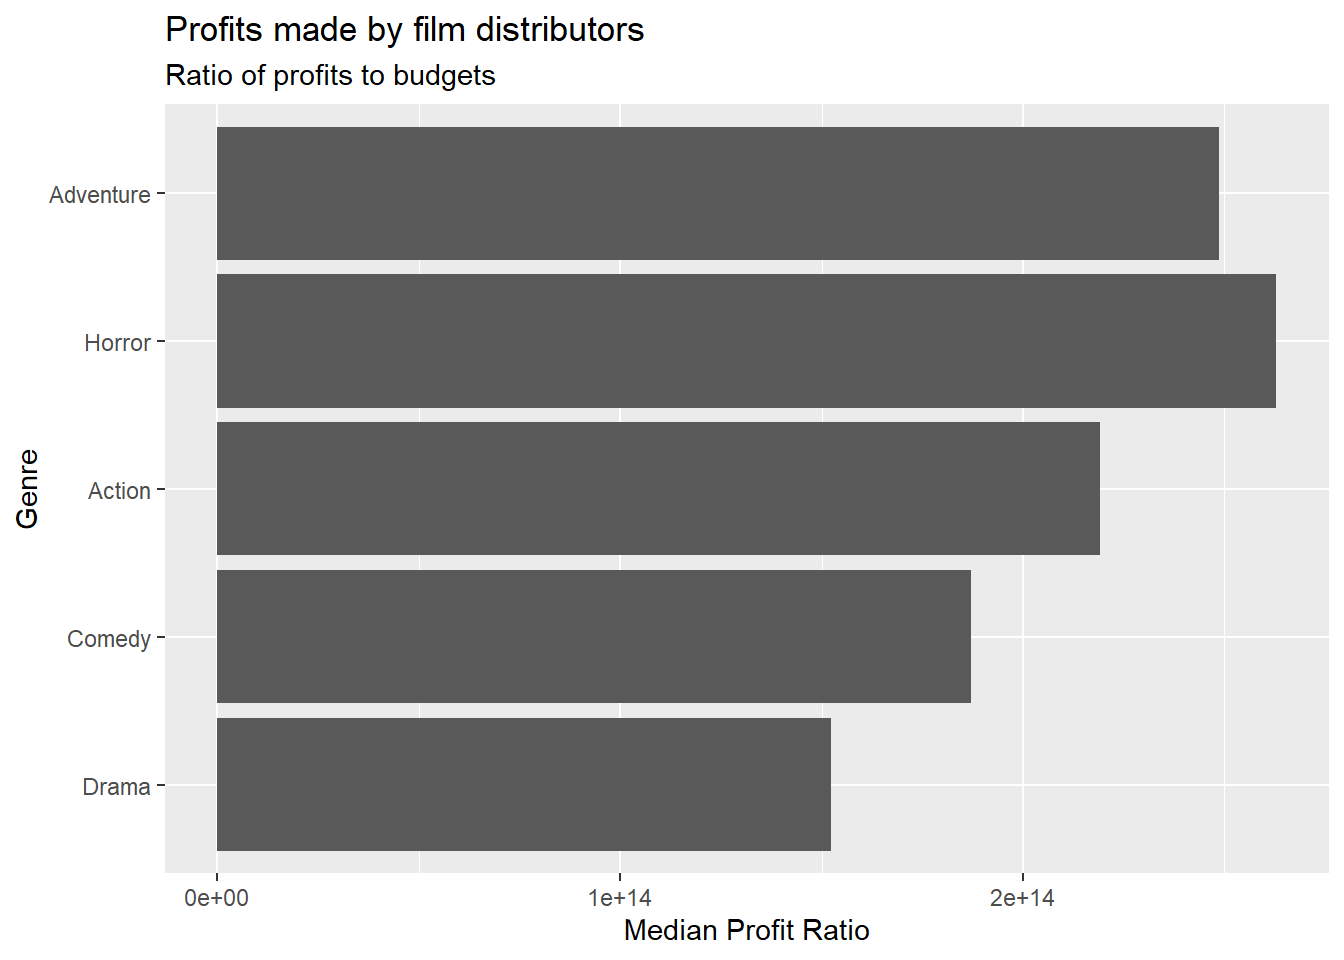 Profits made by film distributors
Ratio of profits to budgets
Genre
Adventure
Horror
Action
Comedy
Drama
0e+00 1e+14 2e+14
Median Profit Ratio